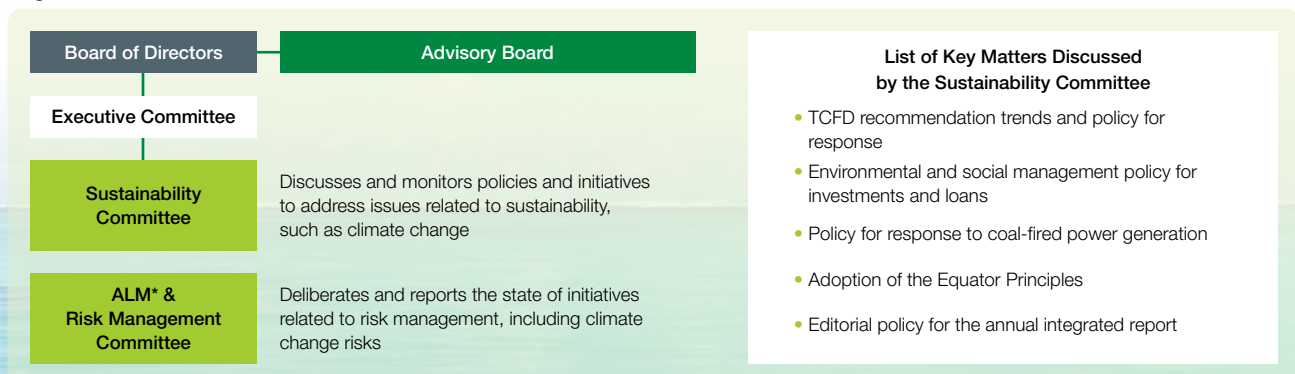 Board of Directors
Advisory Board
Executive Committee
Sustainability
Committee
Discusses and monitors policies and initiatives
to address issues related to sustainability,
such as climate change
ALM* &
Risk Management
Committee
Deliberates and reports the state of initiatives
related to risk management, including climate
change risks
List of Key Matters Discussed
by the Sustainability Committee
• TCFD recommendation trends and policy for
response
• Environmental and social management policy for
investments and loans
• Policy for response to coal-fired power generation
• Adoption of the Equator Principles
• Editorial policy for the annual integrated report